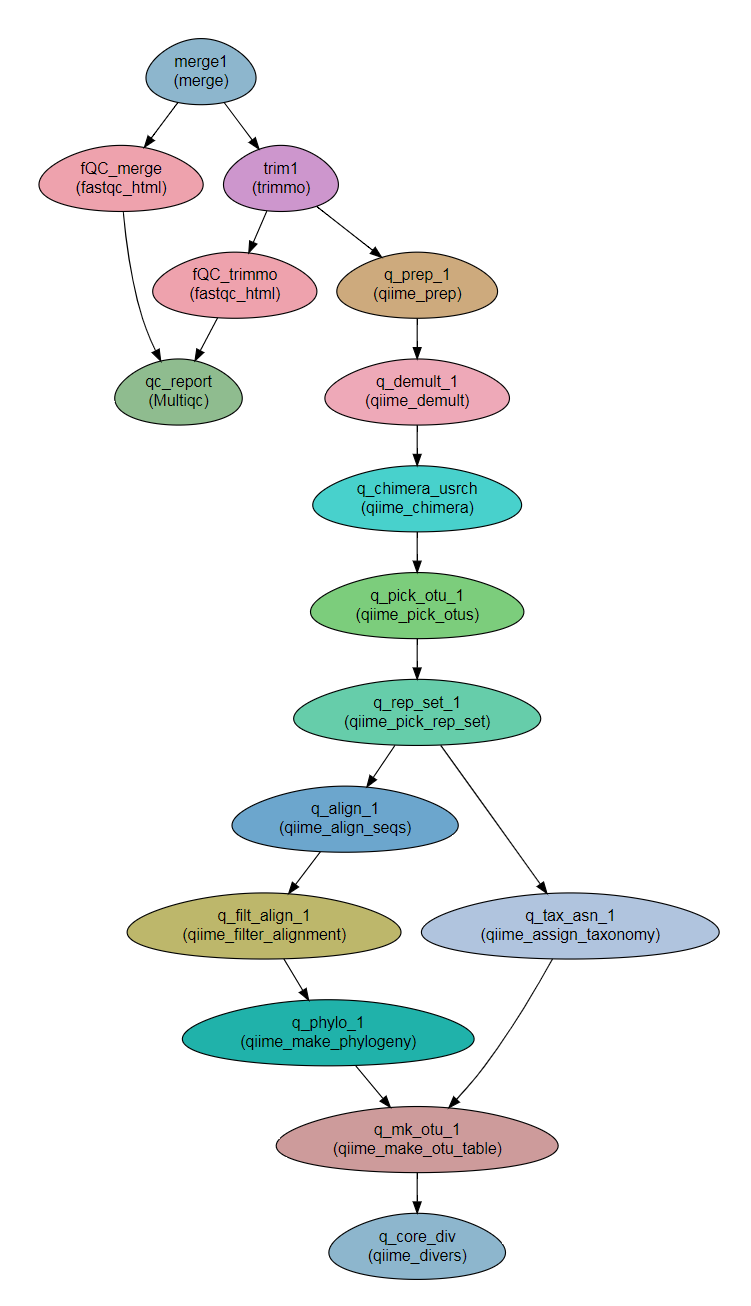 merge1
(merge)
fQC_merge
(fastqc_html)
trim1
(trimmo)
fQC_trimmo
(fastqc_html)
q_prep_1
(qiime_prep)
qc_report
(Multiqc)
q_demult_1
(qiime_demult)
q_chimera_usrch
(qiime_chimera)
q_pick_otu_1
(qiime_pick_otus)
q_rep_set_1
(qiime_pick_rep_set)
q_align_1
(qiime_align_seqs)
q_filt_align_1
(qiime_filter_alignment)
q_tax_asn_1
(qiime_assign_taxonomy)
q_phylo_1
(qiime_make_phylogeny)
q_mk_otu_1
(qiime_make_otu_table)
q_core_div
(qiime_divers)